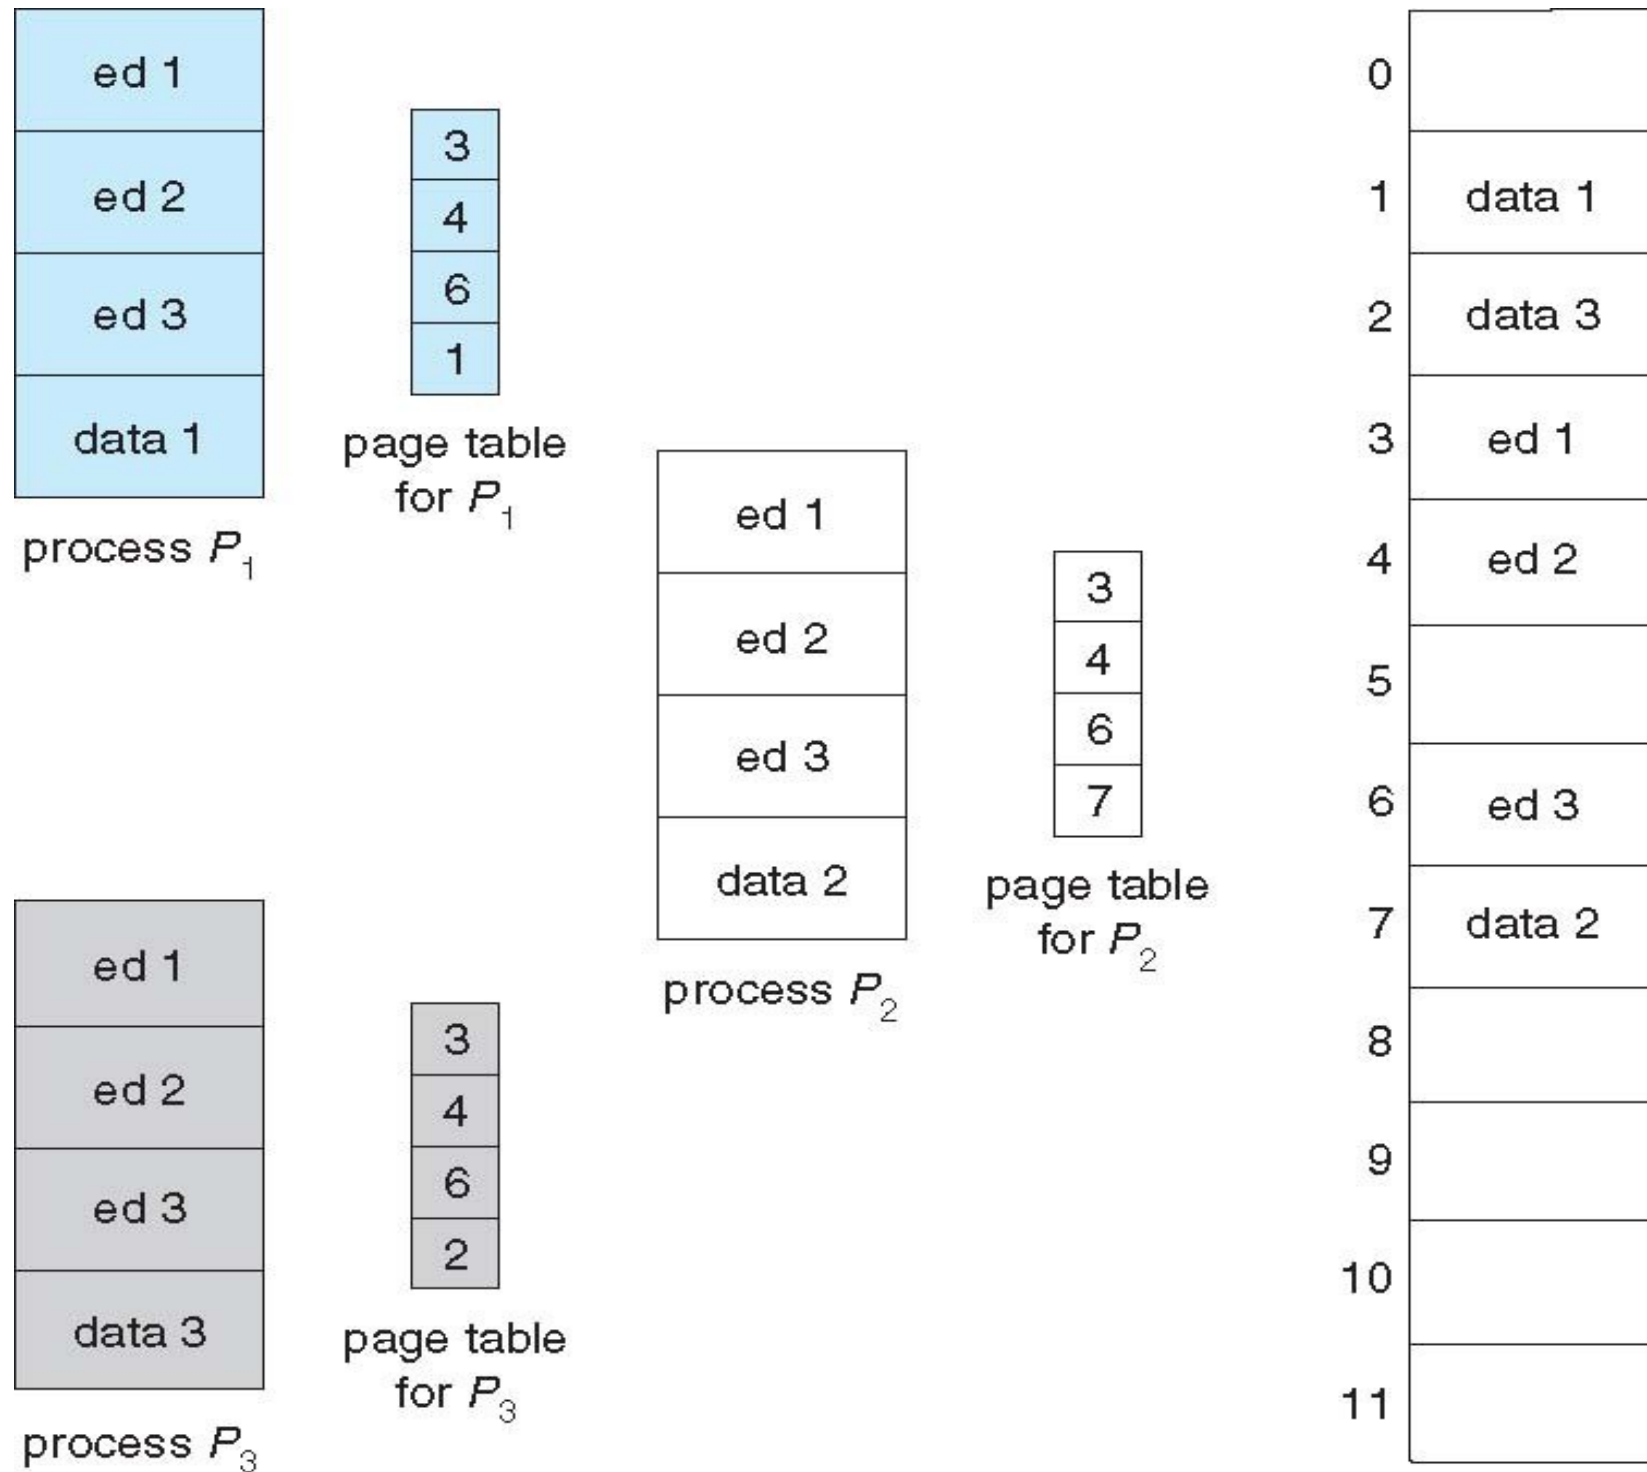 ed 1
ed 2
ed 3
data 1
process P1
3
4
6
1
page table
for P1
ed 1
ed 2
ed 3
data 2
process P2
3
4
6
7
page table
for P2
ed 1
ed 2
ed 3
data 3
process P3
3
4
6
2
page table
for P3
0
1 data 1
2 data 3
3 ed 1
4 ed 2
5
6 ed 3
7 data 2
8
9
10
11